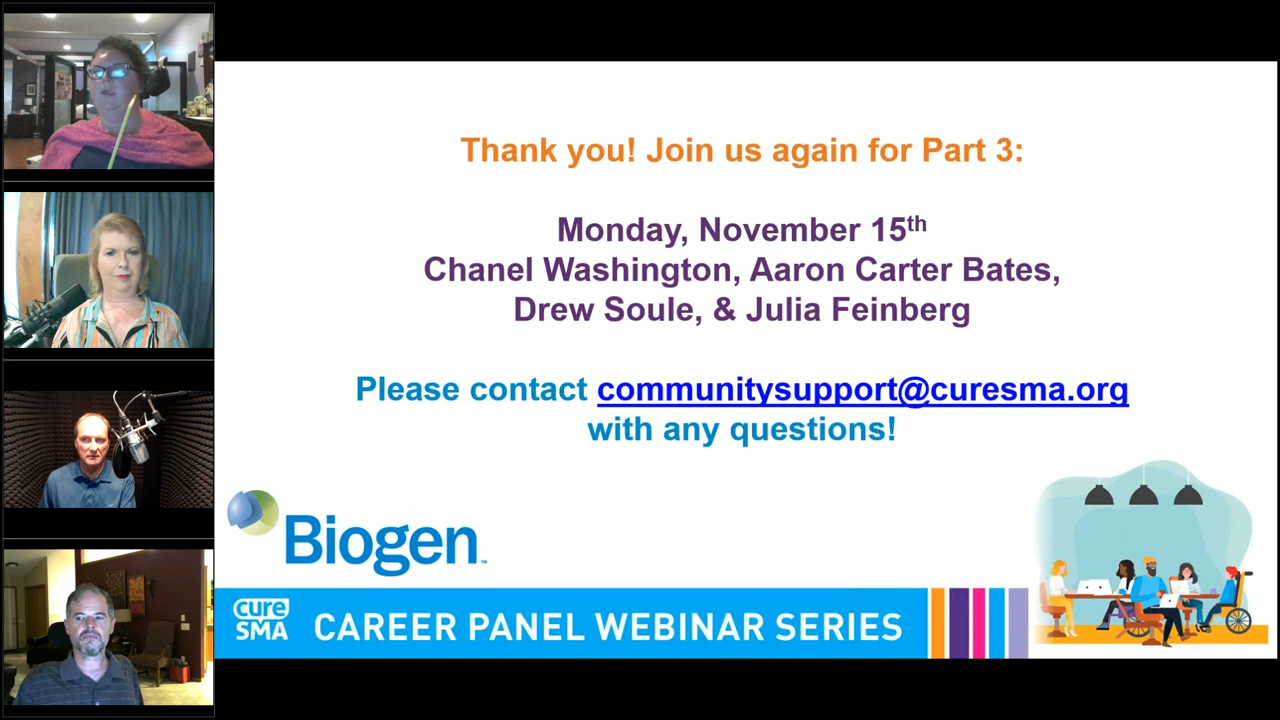 Thank you! Join us again for Part 3:
Monday, November 15th
Chanel Washington, Aaron Carter Bates,
Drew Soule, & Julia Feinberg
Please contact communitysupport@curesma.org
with any questions!
Biogen™
cure
SMA
CAREER PANEL WEBINAR SERIES